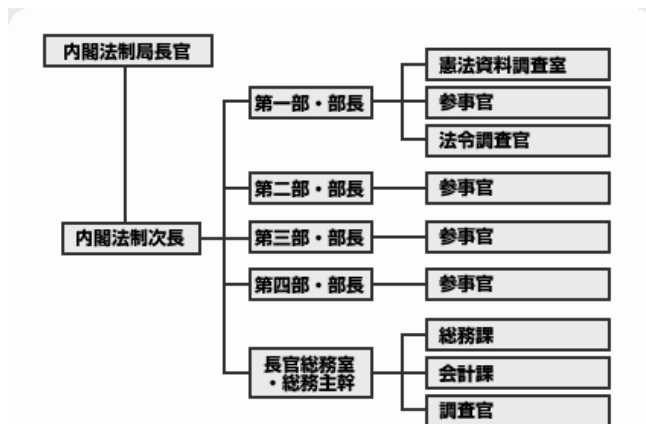 内閣法制局長官
内閣法制次長
第一部・部長
憲法資料調査室
参事官
法令調査官
第二部・部長
参事官
第三部・部長
参事官
第四部・部長
参事官
長官総務室
・総務主幹
総務課
会計課
調査官